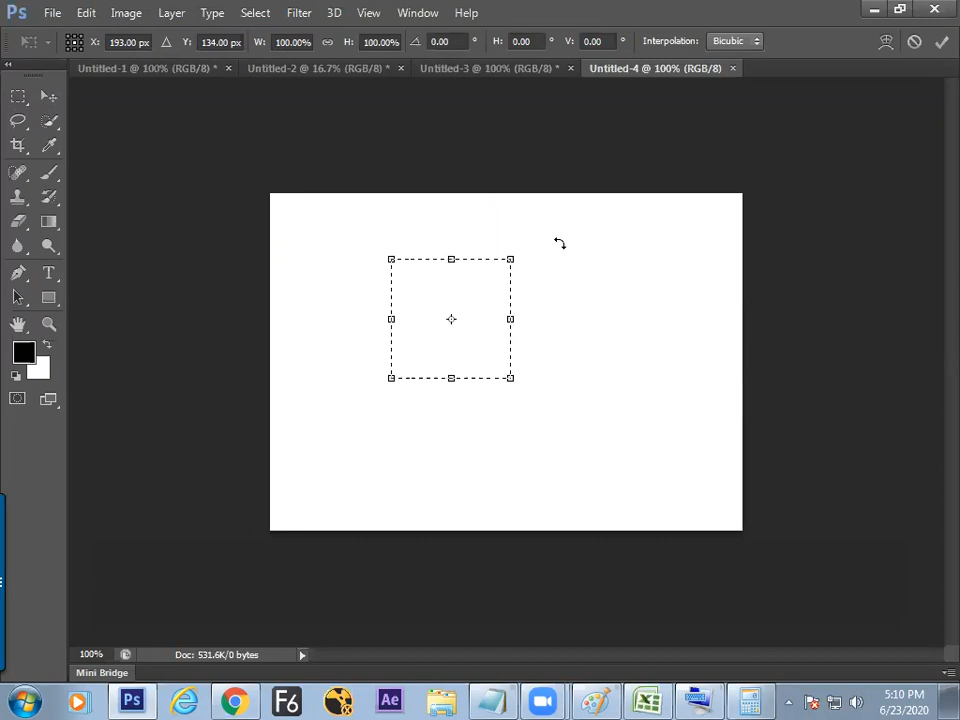 Ps File Edit Image Layer Type Select Filter 3D View Window Help
X: 193.00 px Y: 134.00 px W: 100.00% H: 100.00% 0.00 ° H: 0.00 ° V: 0.00 ° Interpolation: Bicubic
Untitled-1 @ 100% (RGB/8) * × Untitled-2 @ 16.7% (RGB/8) * × Untitled-3 @ 100% (RGB/8) * × Untitled-4 @ 100% (RGB/8) ×
T
100% Doc: 531.6K/0 bytes
Mini Bridge
Ps F6 Ae 5:10 PM
6/23/2020